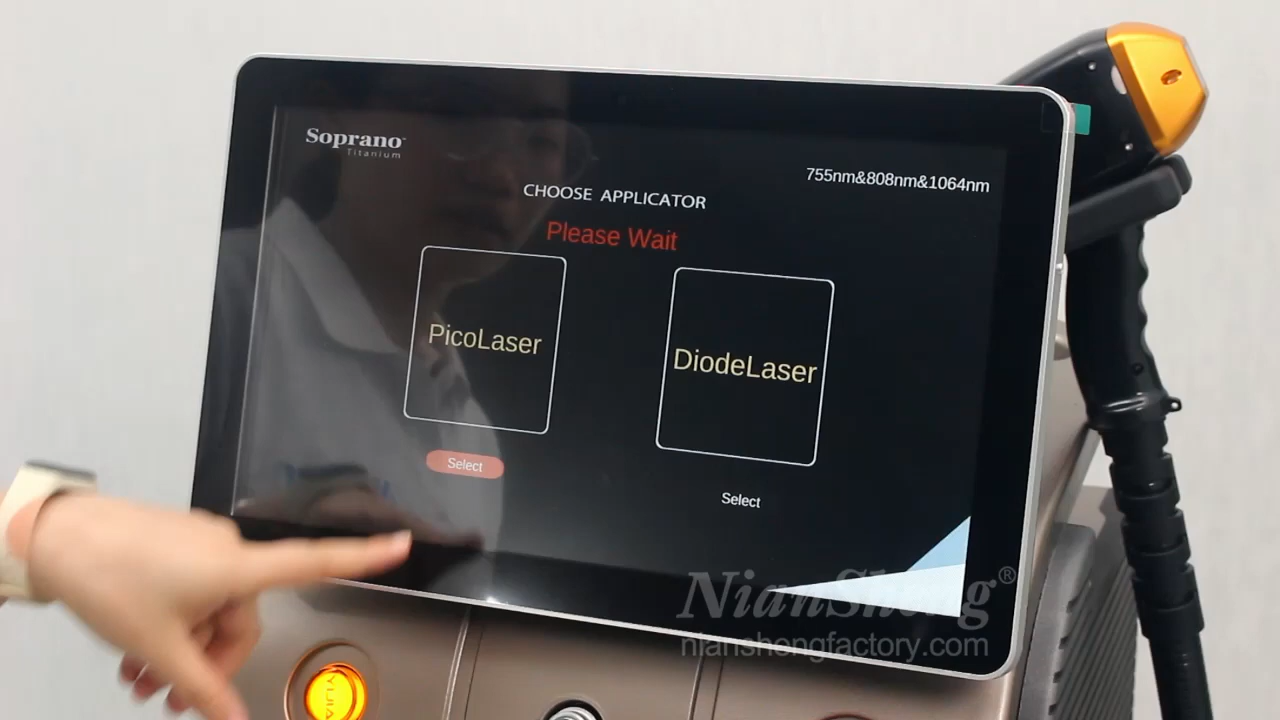 Soprano
Titanium
755nm&808nm&1064nm
CHOOSE APPLICATOR
Please Wait
PicoLaser
DiodeLaser
Select
Select
NianSheng®
nianshengfactory.com